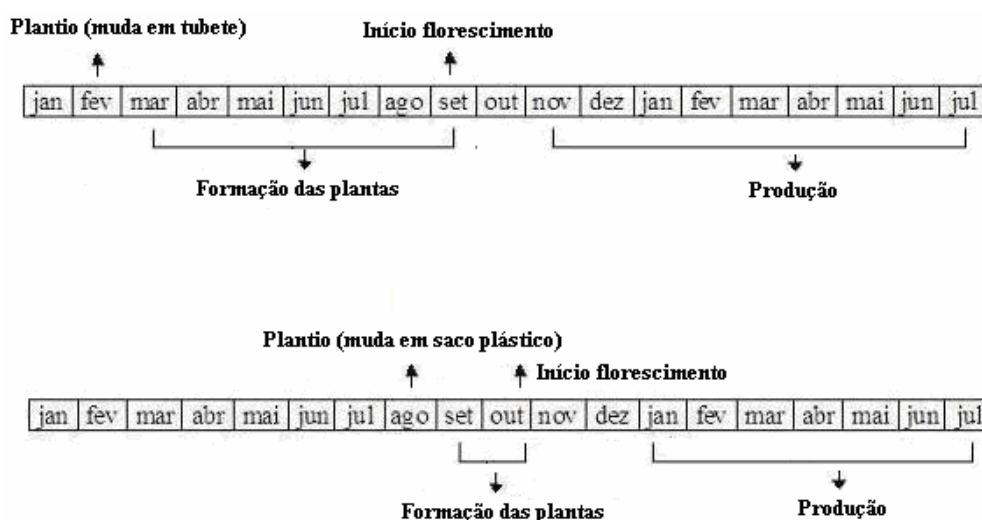 Plantio (muda em tubete) Início florescimento
jan fev mar abr mai jun jul ago set out nov dez jan fev mar abr mai jun jul
Formação das plantas Produção
Plantio (muda em saco plástico)
Início florescimento
jan fev mar abr mai jun jul ago set out nov dez jan fev mar abr mai jun jul
Formação das plantas Produção